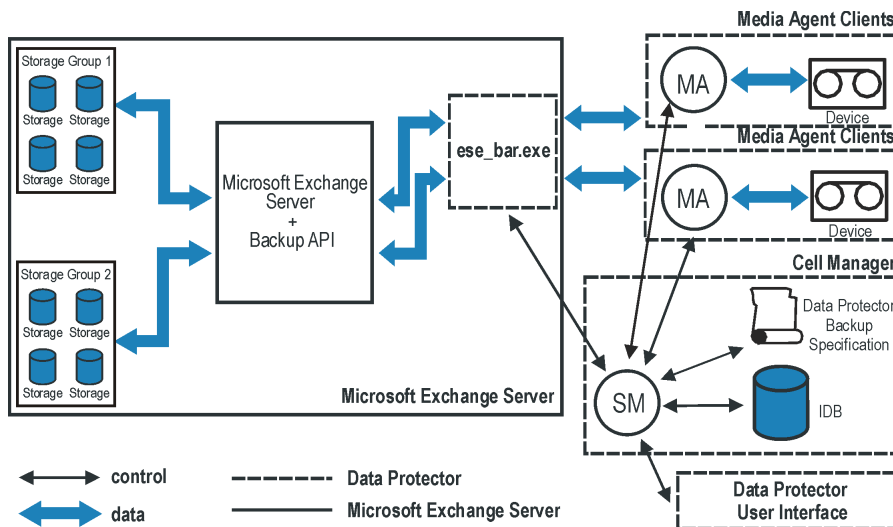 Media Agent Clients
Storage Group 1
Storage
Storage
Storage
Storage
MA
Device
Media Agent Clients
ese_bar.exe
Microsoft Exchange
Server
+
Backup API
MA
Device
Cell Manager
Storage Group 2
Storage
Storage
Storage
Storage
Data Protector
Backup
Specification
SM
IDB
Microsoft Exchange Server
control
data
Data Protector
Microsoft Exchange Server
Data Protector
User Interface